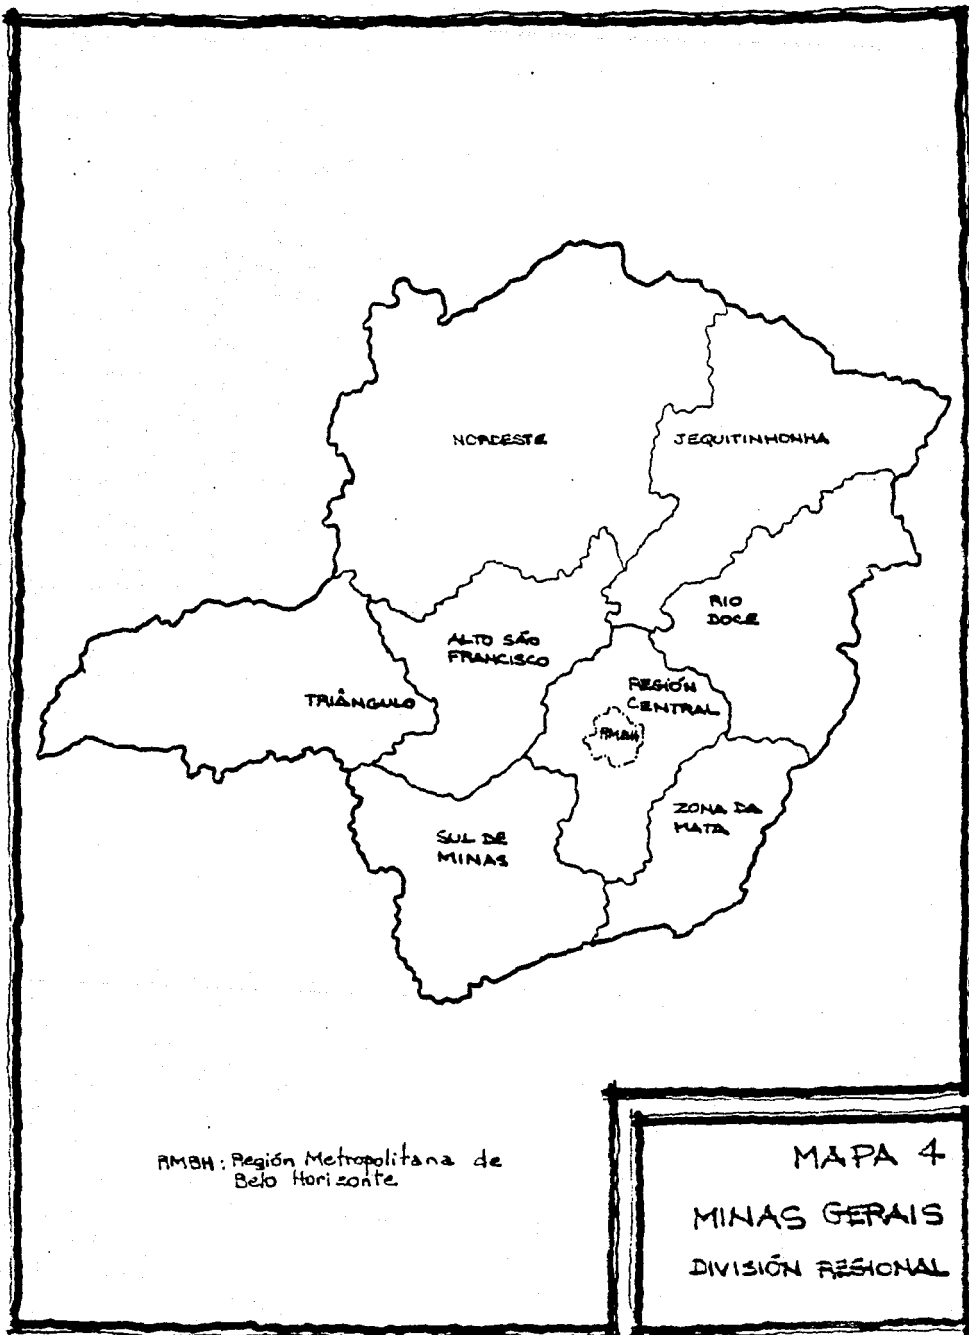 NORDESTE
JEQUITINHONHA
RIO
DOCE
ALTO SÃO
FRANCISCO
REGIÓN
CENTRAL
TRIÂNGULO
RMBH
ZONA DA
MATA
SUL DE
MINAS
RMBH: Región Metropolitana de
Belo Horizonte
MAPA 4
MINAS GERAIS
DIVISIÓN REGIONAL